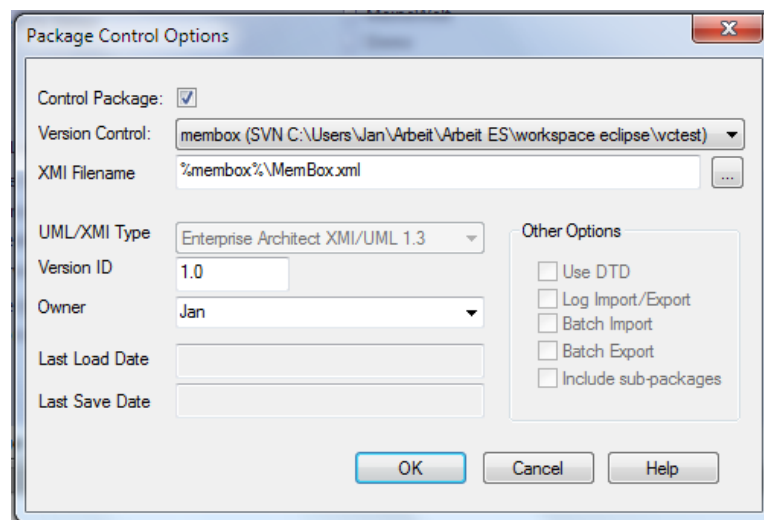 Package Control Options
Control Package:
Version Control: membox (SVN C:\Users\Jan\Arbeit\Arbeit ES\workspace eclipse\vctest)
XMI Filename %membox%\MemBox.xml ...
UML/XMI Type Enterprise Architect XMI/UML 1.3
Version ID 1.0
Owner Jan
Last Load Date
Last Save Date
Other Options
Use DTD
Log Import/Export
Batch Import
Batch Export
Include sub-packages
OK Cancel Help